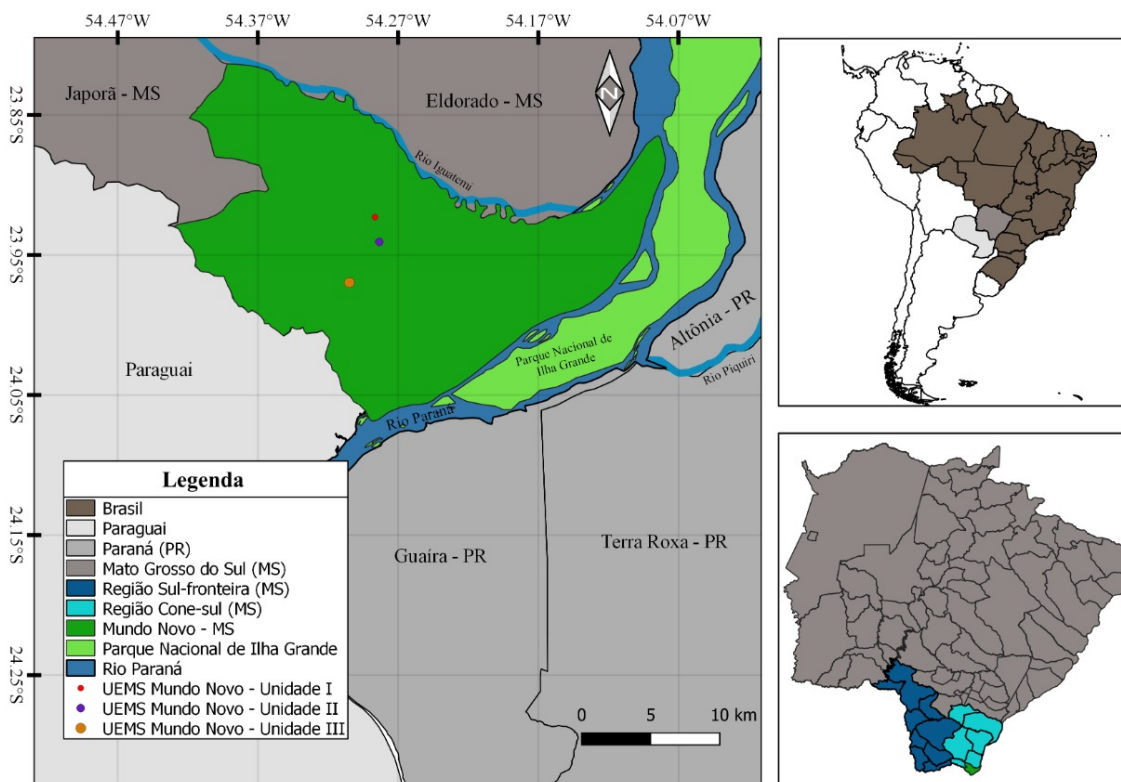 54.47°W
54.37°W
54.27°W
54.17°W
54.07°W
23.85°S
23.95°S
24.05°S
24.15°S
24.25°S
Japorã - MS
Eldorado - MS
N
Rio Iguatemi
Altônia - PR
Parque Nacional de
Ilha Grande
Rio Piquiri
Paraguai
Rio Paraná
Guaíra - PR
Terra Roxa - PR
Legenda
Brasil
Paraguai
Paraná (PR)
Mato Grosso do Sul (MS)
Região Sul-fronteira (MS)
Região Cone-sul (MS)
Mundo Novo - MS
Parque Nacional de Ilha Grande
Rio Paraná
UEMS Mundo Novo - Unidade I
UEMS Mundo Novo - Unidade II
UEMS Mundo Novo - Unidade III
0 5 10 km